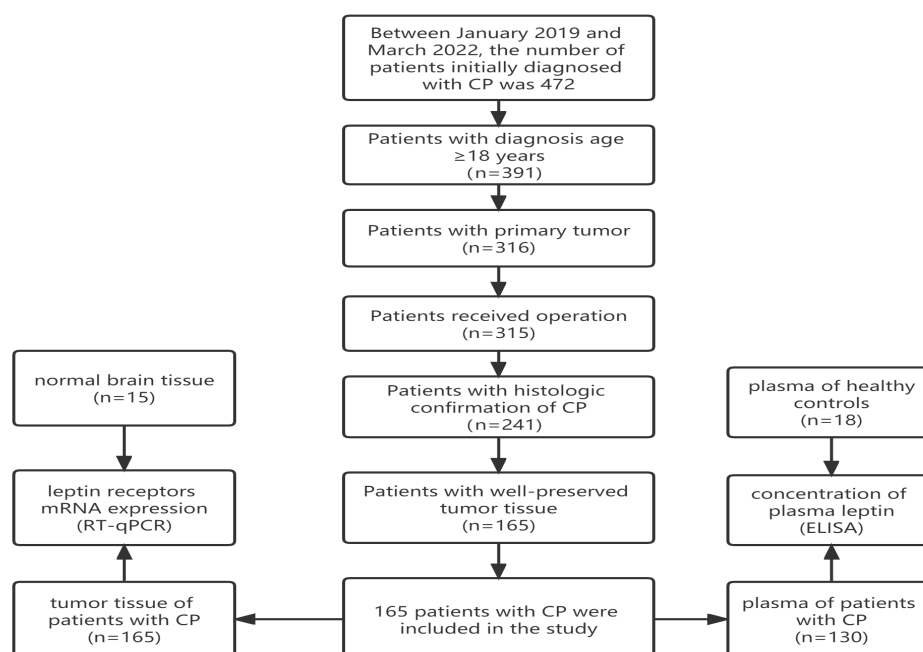 Between January 2019 and
March 2022, the number of
patients initially diagnosed
with CP was 472
Patients with diagnosis age
≥18 years
(n=391)
Patients with primary tumor
(n=316)
Patients received operation
(n=315)
Patients with histologic
confirmation of CP
(n=241)
Patients with well-preserved
tumor tissue
(n=165)
165 patients with CP were
included in the study
normal brain tissue
(n=15)
leptin receptors
mRNA expression
(RT-qPCR)
tumor tissue of
patients with CP
(n=165)
plasma of healthy
controls
(n=18)
concentration of
plasma leptin
(ELISA)
plasma of patients
with CP
(n=130)